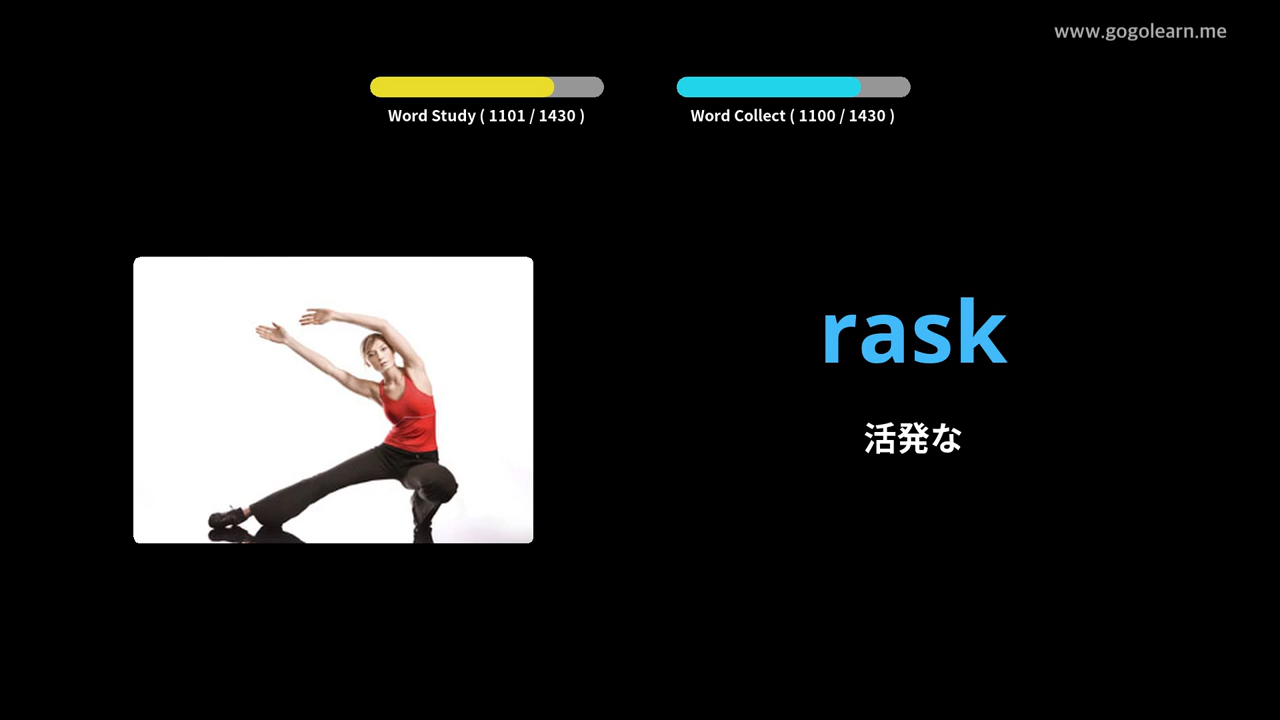 www.gogolearn.me
Word Study ( 1101 / 1430 )
Word Collect ( 1100 / 1430 )
rask
活発な